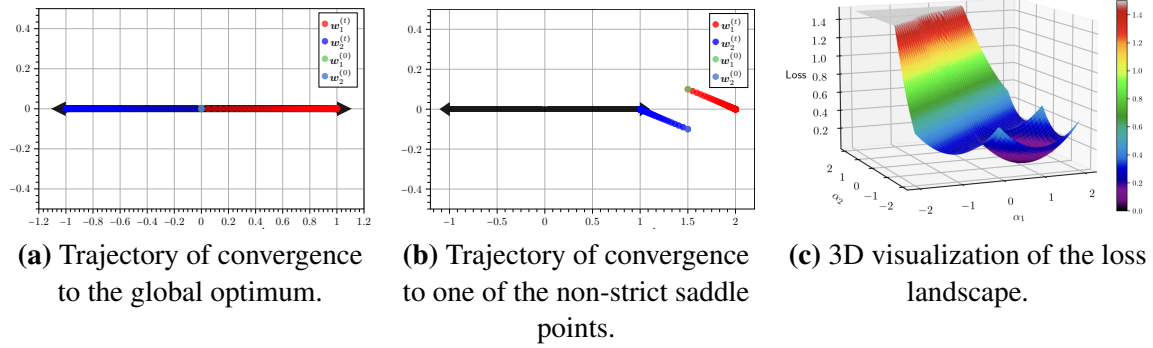 0.4
0.2
0
−0.2
−0.4
−1.2 −1 −0.8 −0.6 −0.4 −0.2 0 0.2 0.4 0.6 0.8 1 1.2
w₁⁽ᵗ⁾
w₂⁽ᵗ⁾
w₁⁽⁰⁾
w₂⁽⁰⁾
(a) Trajectory of convergence
to the global optimum.
0.4
0.2
0
−0.2
−0.4
−1 −0.5 0 0.5 1 1.5 2
w₁⁽ᵗ⁾
w₂⁽ᵗ⁾
w₁⁽⁰⁾
w₂⁽⁰⁾
(b) Trajectory of convergence
to one of the non-strict saddle
points.
1.4
1.2
1.0
Loss
0.8
0.6
0.4
0.2
2 1 0 −1 −2
α₂
−2 −1 0 1 2
α₁
1.4
1.2
1.0
0.8
0.6
0.4
0.2
0.0
(c) 3D visualization of the loss
landscape.